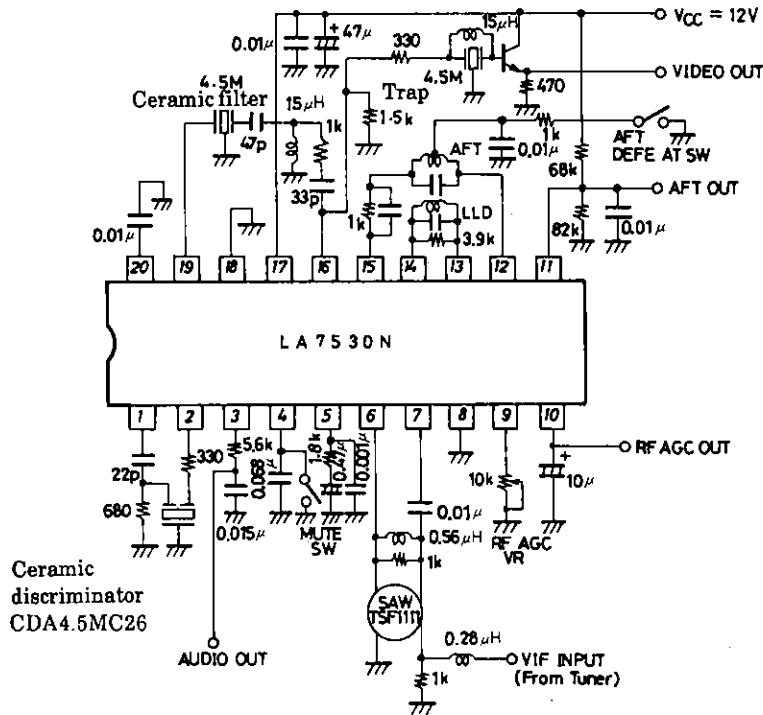 VCC = 12V
0.01μ
+
47μ
330
15μH
4.5M
470
VIDEO OUT
4.5M
Ceramic filter
15μH
47p
1k
33p
Trap
1.5k
AFT
0.01μ
1k
AFT
DEFEAT SW
68k
AFT OUT
82k
0.01μ
0.01μ
1k
LLD
3.9k
20 19 18 17 16 15 14 13 12 11
LA7530N
1 2 3 4 5 6 7 8 9 10
22p
330
5.6k
0.068μ
1.8k
0.47μ
0.001μ
+
RF AGC OUT
680
0.015μ
MUTE
SW
0.01μ
10k
10μ
RF AGC
VR
0.56μH
1k
Ceramic
discriminator
CDA4.5MC26
SAW
TSF1111
AUDIO OUT
0.28μH
VIF INPUT
(From Tuner)
1k